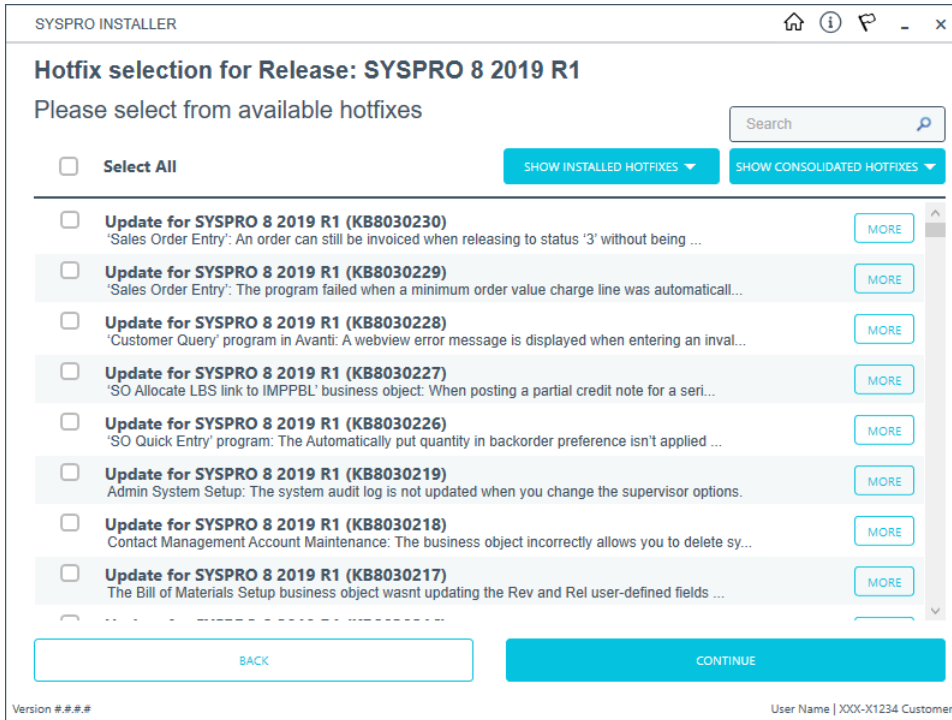 SYSPRO INSTALLER
Hotfix selection for Release: SYSPRO 8 2019 R1
Please select from available hotfixes
Search
Select All
SHOW INSTALLED HOTFIXES
SHOW CONSOLIDATED HOTFIXES
Update for SYSPRO 8 2019 R1 (KB8030230)
MORE
‘Sales Order Entry’: An order can still be invoiced when releasing to status ‘3’ without being ...
Update for SYSPRO 8 2019 R1 (KB8030229)
MORE
‘Sales Order Entry’: The program failed when a minimum order value charge line was automaticall...
Update for SYSPRO 8 2019 R1 (KB8030228)
MORE
‘Customer Query’ program in Avanti: A webview error message is displayed when entering an inval...
Update for SYSPRO 8 2019 R1 (KB8030227)
MORE
‘SO Allocate LBS link to IMPPBL’ business object: When posting a partial credit note for a seri...
Update for SYSPRO 8 2019 R1 (KB8030226)
MORE
‘SO Quick Entry’ program: The Automatically put quantity in backorder preference isn’t applied ...
Update for SYSPRO 8 2019 R1 (KB8030219)
MORE
Admin System Setup: The system audit log is not updated when you change the supervisor options.
Update for SYSPRO 8 2019 R1 (KB8030218)
MORE
Contact Management Account Maintenance: The business object incorrectly allows you to delete sy...
Update for SYSPRO 8 2019 R1 (KB8030217)
MORE
The Bill of Materials Setup business object wasnt updating the Rev and Rel user-defined fields ...
BACK
CONTINUE
Version #.#.#.#
User Name | XXX-X1234 Customer